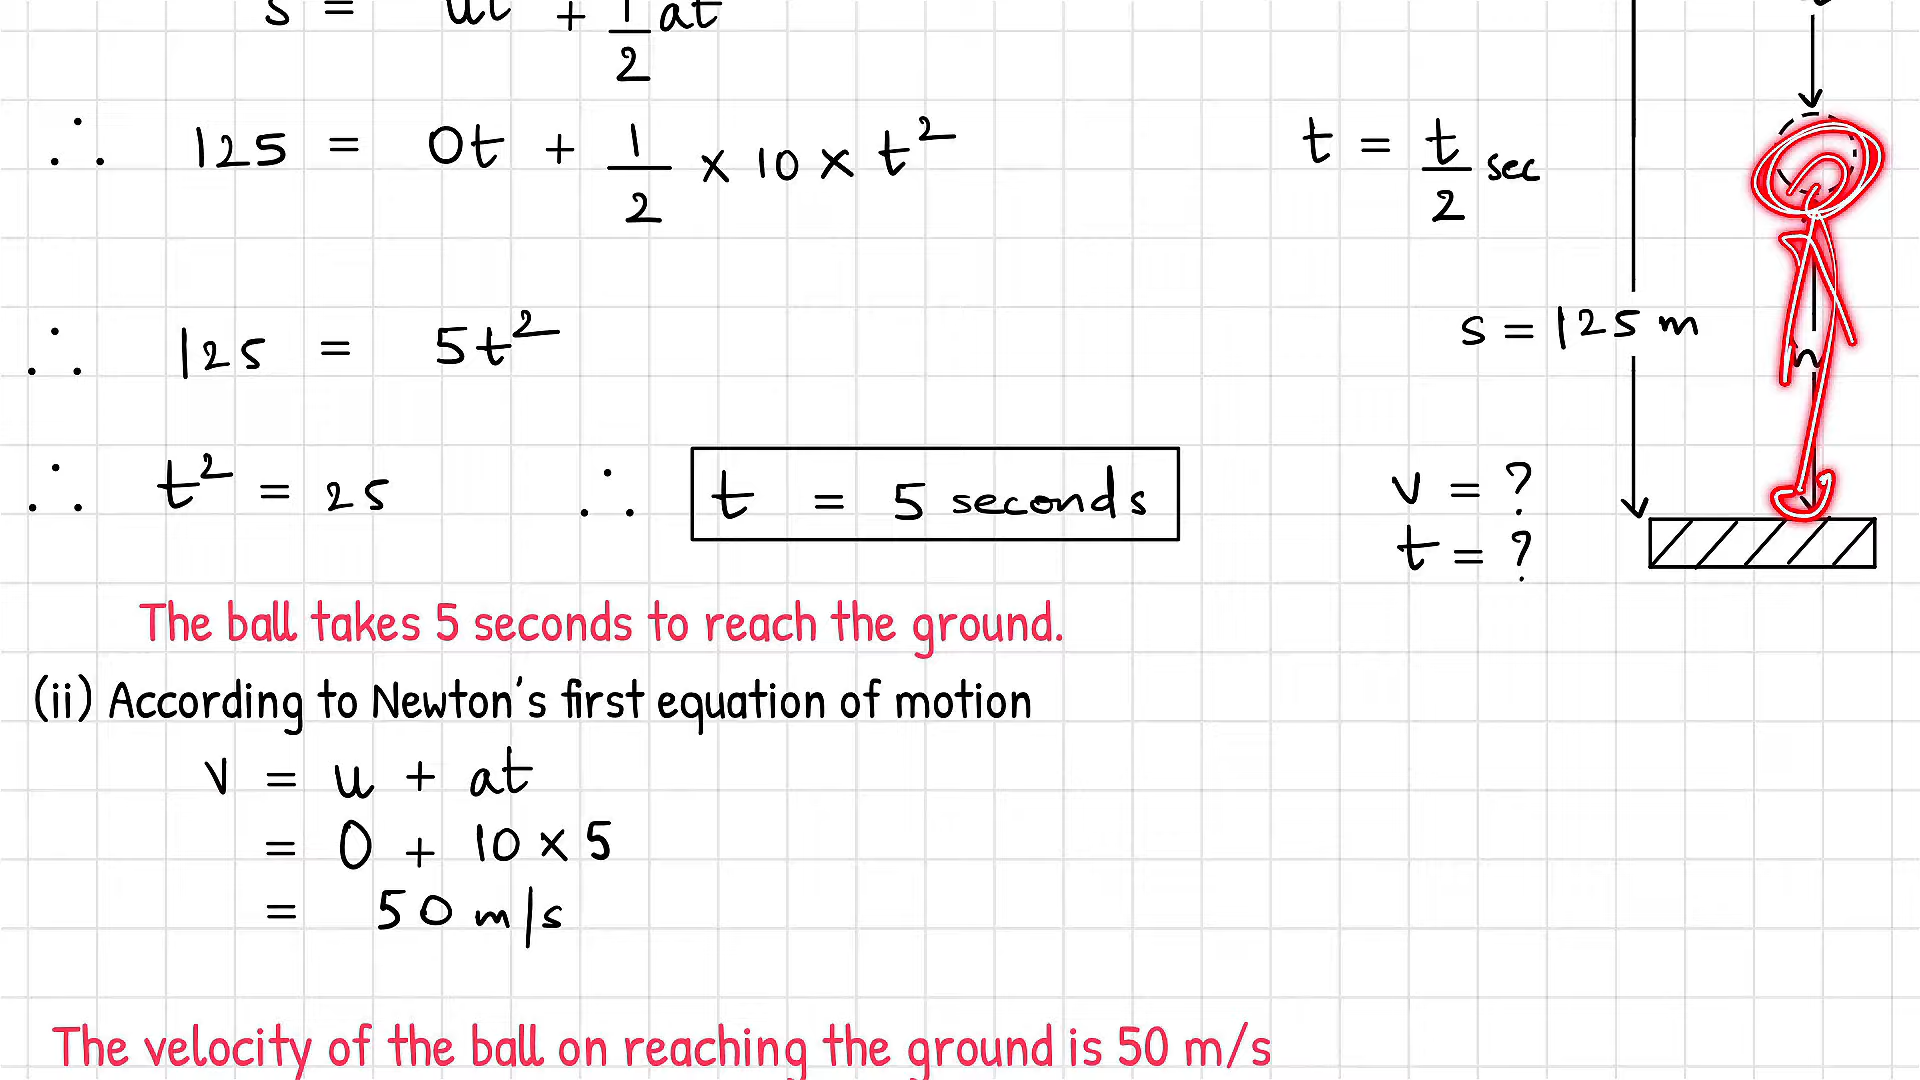 s = ut + 1/2 at
∴ 125 = 0t + 1/2 × 10 × t²
t = t/2 sec
∴ 125 = 5t²
s = 125 m
h
∴ t² = 25 ∴ t = 5 seconds
v = ?
t = ?
The ball takes 5 seconds to reach the ground.
(ii) According to Newton's first equation of motion
v = u + at
= 0 + 10 × 5
= 50 m/s
The velocity of the ball on reaching the ground is 50 m/s